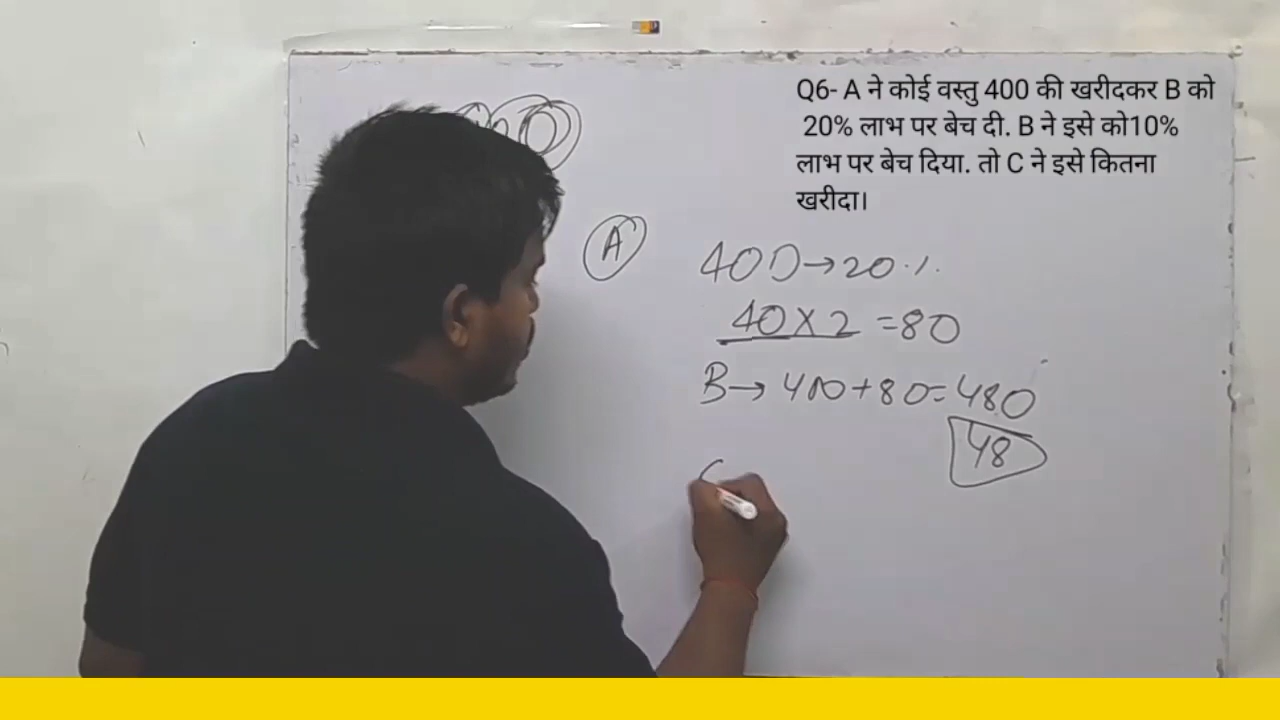 Q6- A ने कोई वस्तु 400 की खरीदकर B को
20% लाभ पर बेच दी. B ने इसे को10%
लाभ पर बेच दिया. तो C ने इसे कितना
खरीदा।
A
400→20%
40×2=80
B→400+80=480
48